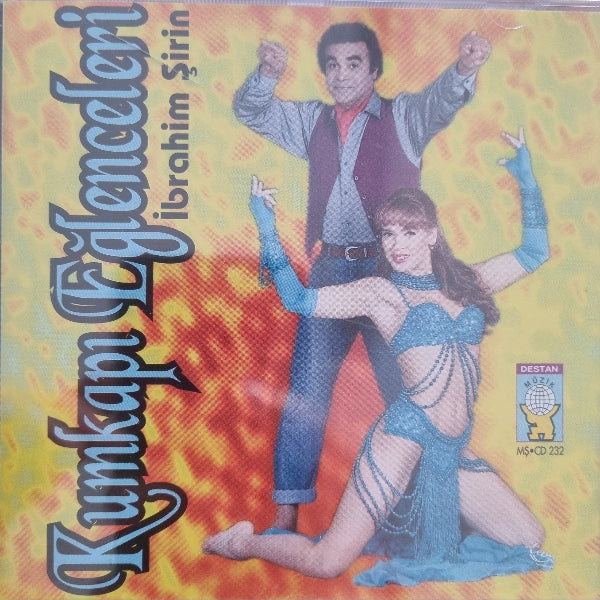 Kumkapı Eğlenceleri
İbrahim Şirin
DESTAN
MÜZİK
MŞ•CD 232